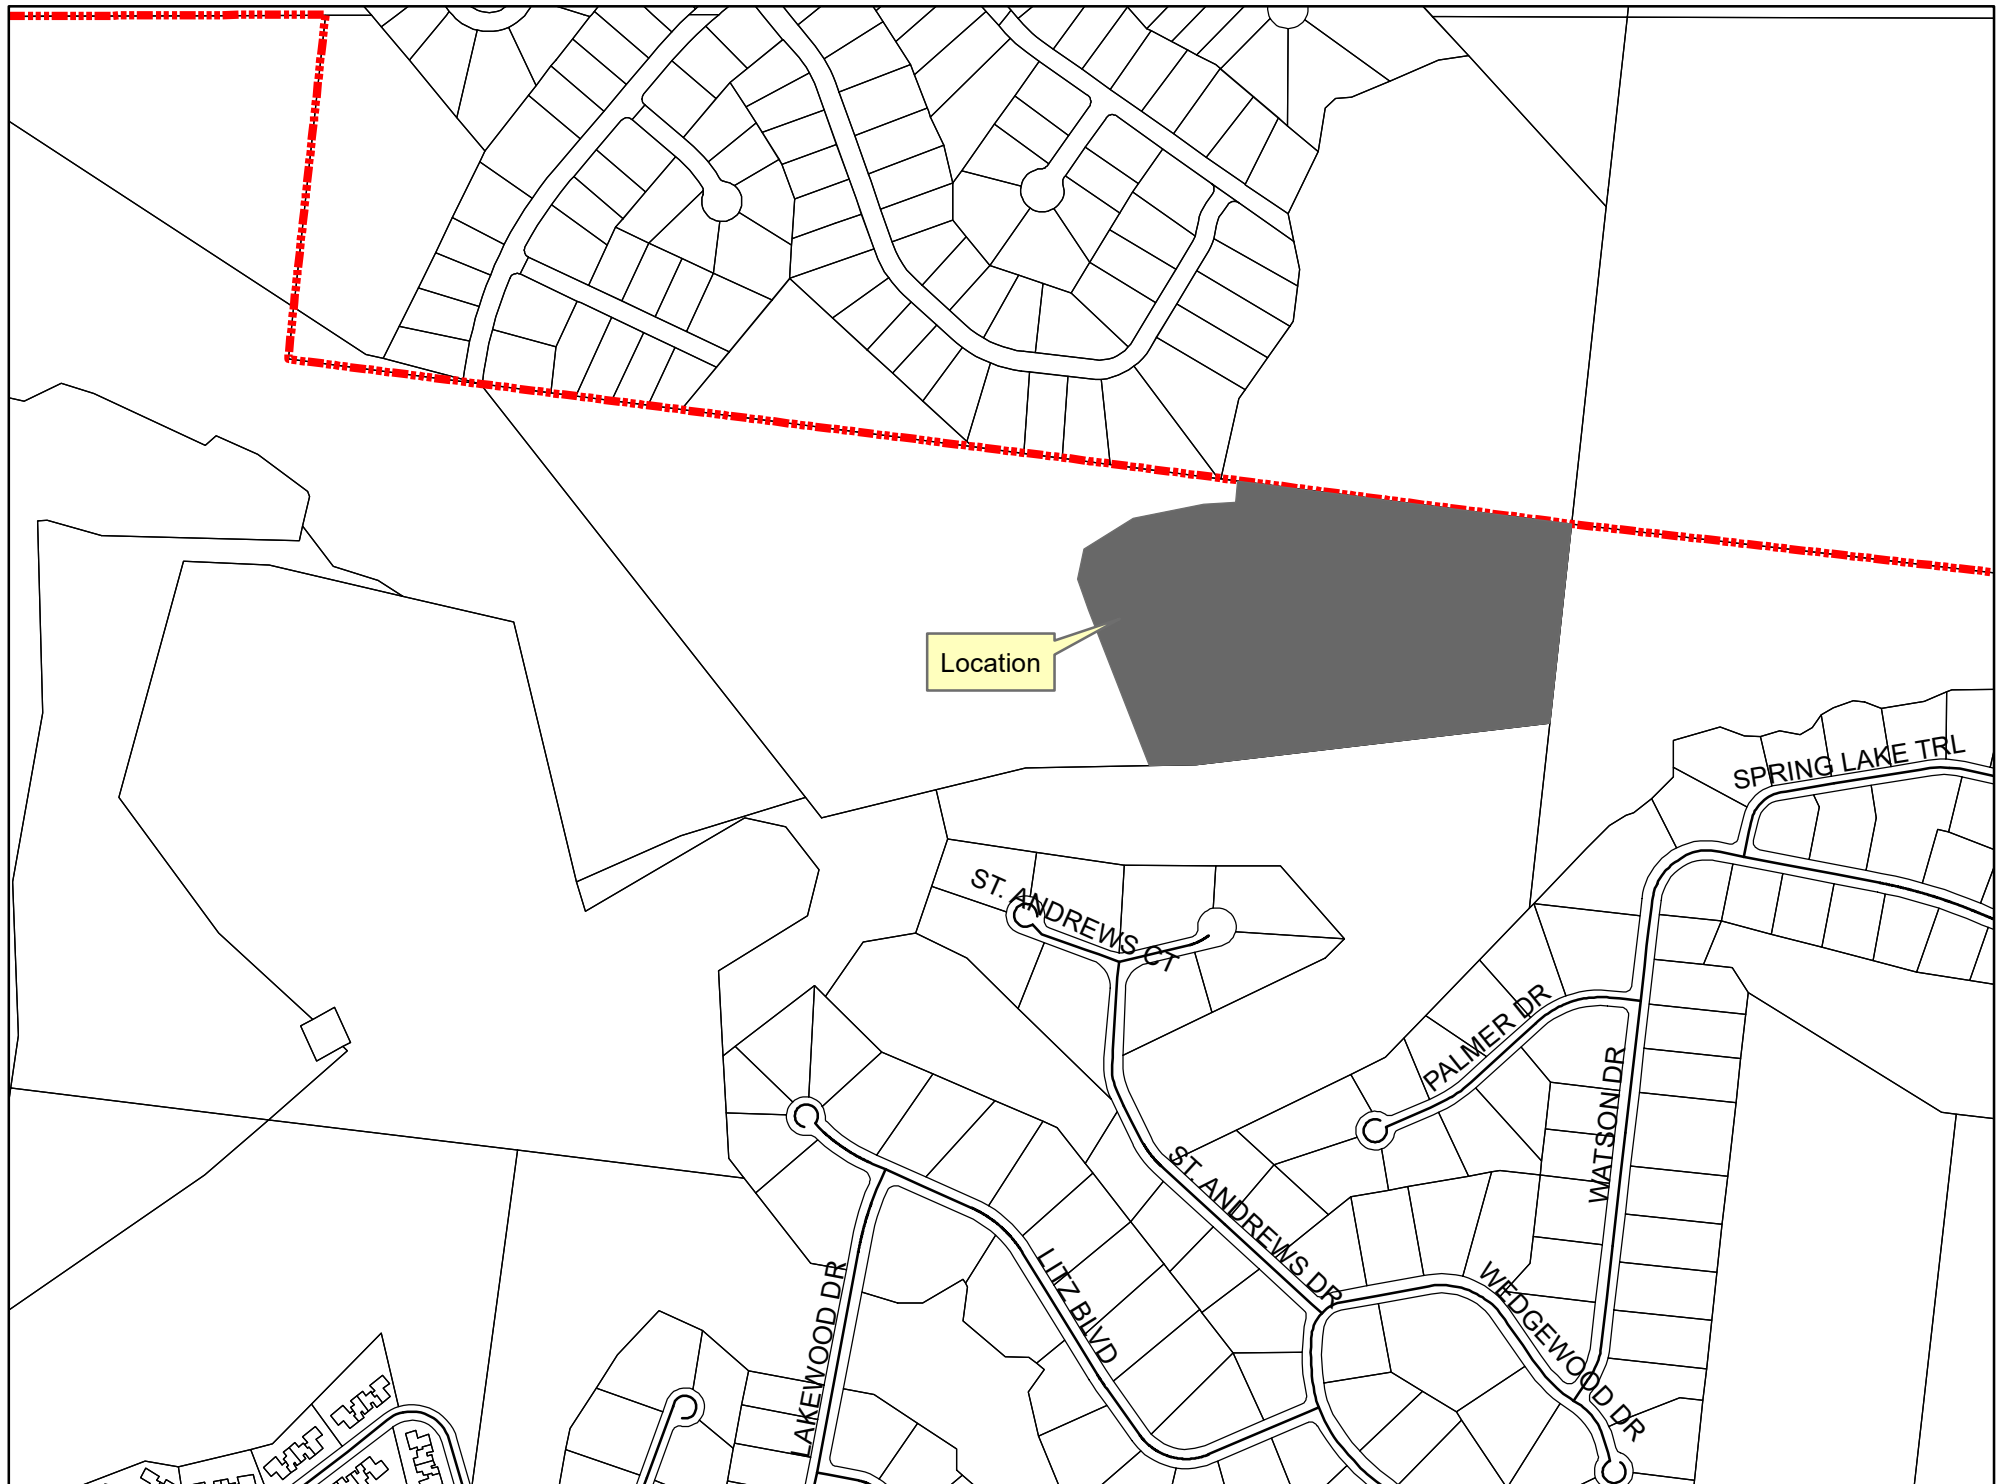 Location
SPRING LAKE TRL
ST. ANDREWS CT
PALMER DR
WATSON DR
ST. ANDREWS DR
LITZ BLVD
WEDGEWOOD DR
LAKEWOOD DR